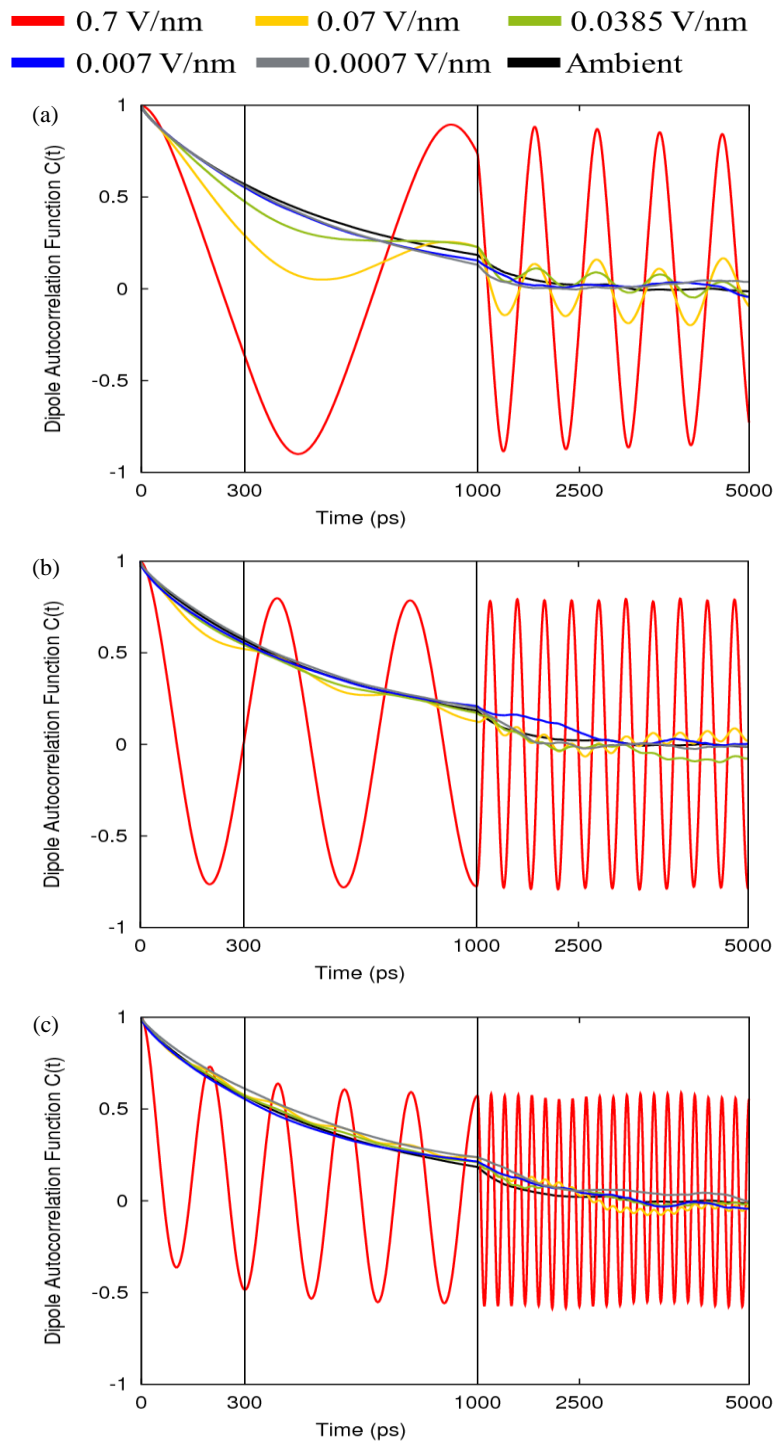 0.7 V/nm 0.07 V/nm 0.0385 V/nm
0.007 V/nm 0.0007 V/nm Ambient
(a)
Dipole Autocorrelation Function C(t)
1
0.5
0
-0.5
-1
0 300 1000 2500 5000
Time (ps)
(b)
Dipole Autocorrelation Function C(t)
1
0.5
0
-0.5
-1
0 300 1000 2500 5000
Time (ps)
(c)
Dipole Autocorrelation Function C(t)
1
0.5
0
-0.5
-1
0 300 1000 2500 5000
Time (ps)